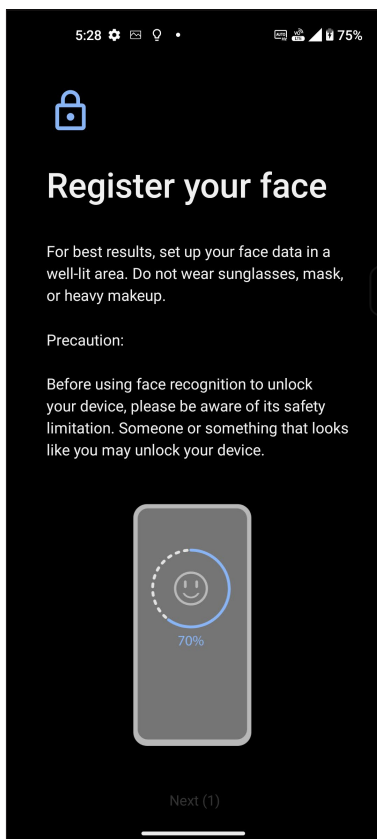 5:28 75%
Register your face
For best results, set up your face data in a
well-lit area. Do not wear sunglasses, mask,
or heavy makeup.
Precaution:
Before using face recognition to unlock
your device, please be aware of its safety
limitation. Someone or something that looks
like you may unlock your device.
70%
Next (1)